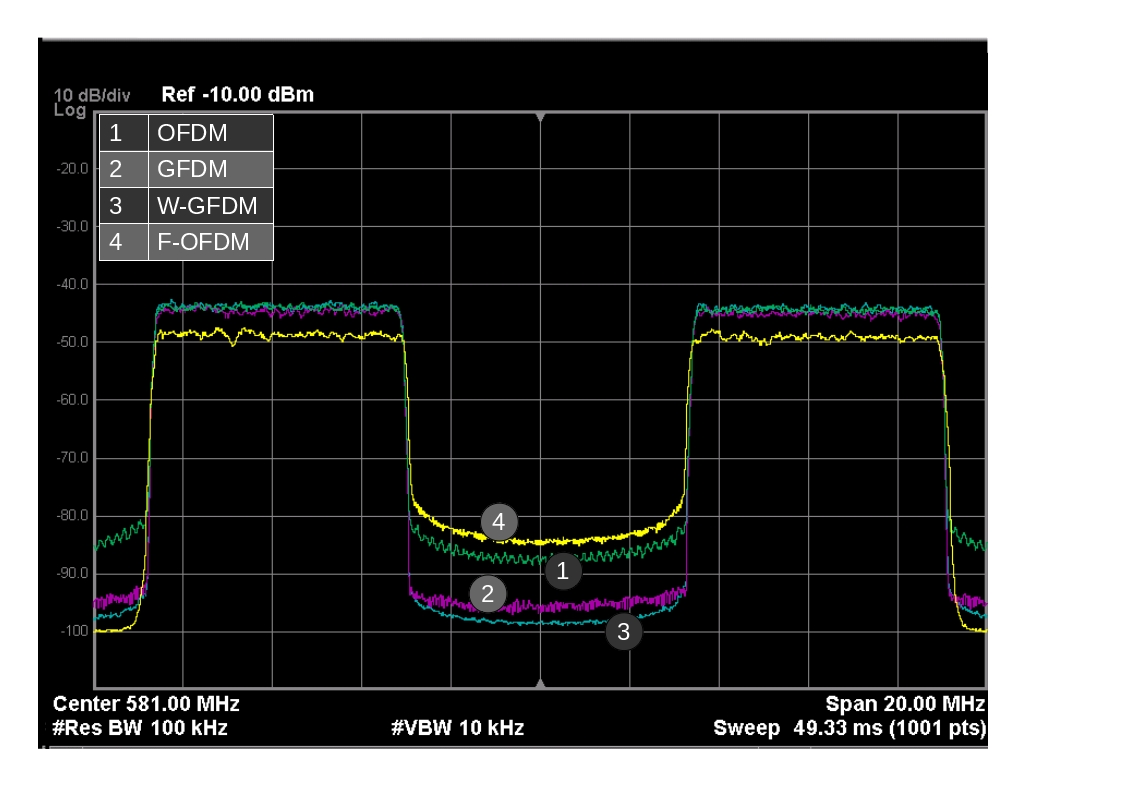 10 dB/div Ref -10.00 dBm
Log
1 OFDM
2 GFDM
3 W-GFDM
4 F-OFDM
-20.0
-30.0
-40.0
-50.0
-60.0
-70.0
-80.0
-90.0
-100
4
1
2
3
Center 581.00 MHz Span 20.00 MHz
#Res BW 100 kHz #VBW 10 kHz Sweep 49.33 ms (1001 pts)